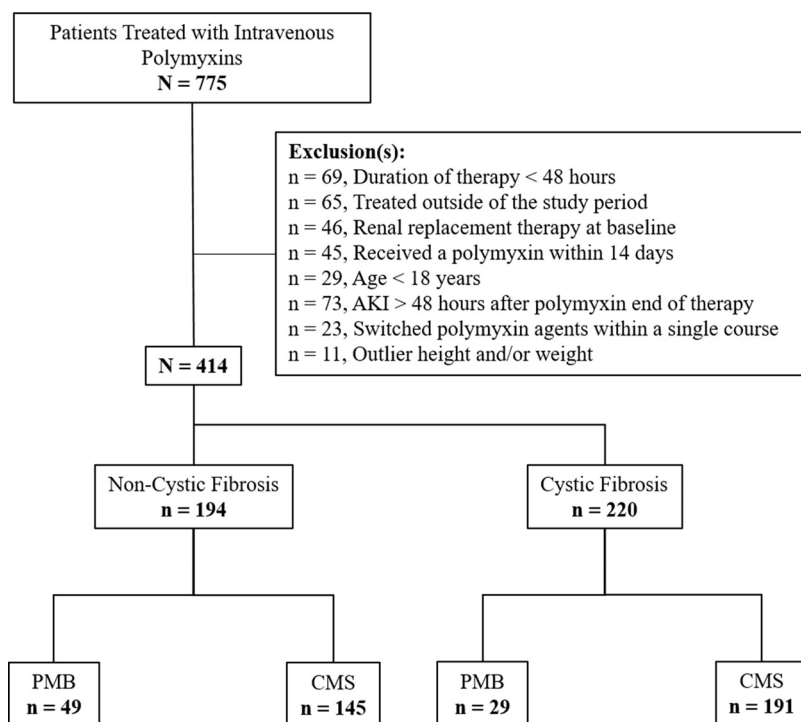 Patients Treated with Intravenous
Polymyxins
N = 775
Exclusion(s):
n = 69, Duration of therapy < 48 hours
n = 65, Treated outside of the study period
n = 46, Renal replacement therapy at baseline
n = 45, Received a polymyxin within 14 days
n = 29, Age < 18 years
n = 73, AKI > 48 hours after polymyxin end of therapy
n = 23, Switched polymyxin agents within a single course
n = 11, Outlier height and/or weight
N = 414
Non-Cystic Fibrosis
n = 194
Cystic Fibrosis
n = 220
PMB
n = 49
CMS
n = 145
PMB
n = 29
CMS
n = 191